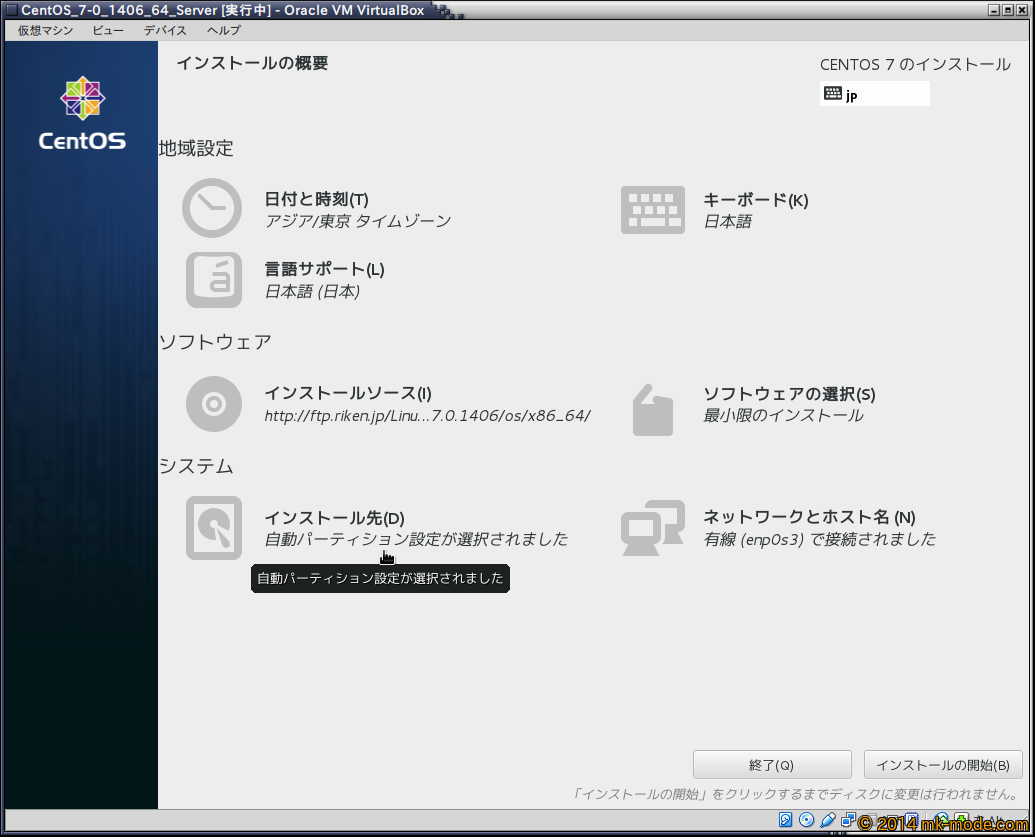 CentOS_7-0_1406_64_Server [実行中] - Oracle VM VirtualBox
仮想マシン ビュー デバイス ヘルプ
インストールの概要
CENTOS 7 のインストール
jp
CentOS
地域設定
日付と時刻(T)
アジア/東京 タイムゾーン
キーボード(K)
日本語
á
言語サポート(L)
日本語 (日本)
ソフトウェア
インストールソース(I)
http://ftp.riken.jp/Linu...7.0.1406/os/x86_64/
ソフトウェアの選択(S)
最小限のインストール
システム
インストール先(D)
自動パーティション設定が選択されました
ネットワークとホスト名 (N)
有線 (enp0s3) で接続されました
自動パーティション設定が選択されました
終了(Q)
インストールの開始(B)
「インストールの開始」をクリックするまでディスクに変更は行われません。
© 2014 mk-mode.com